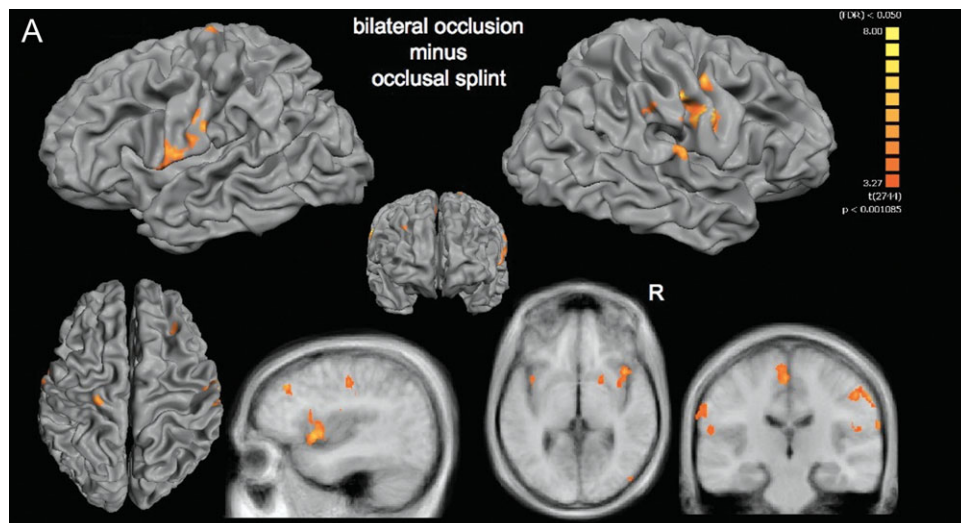 A
bilateral occlusion
minus
occlusal splint
(FDR) < 0.050
8.00
3.27
t(2744)
p < 0.001085
R